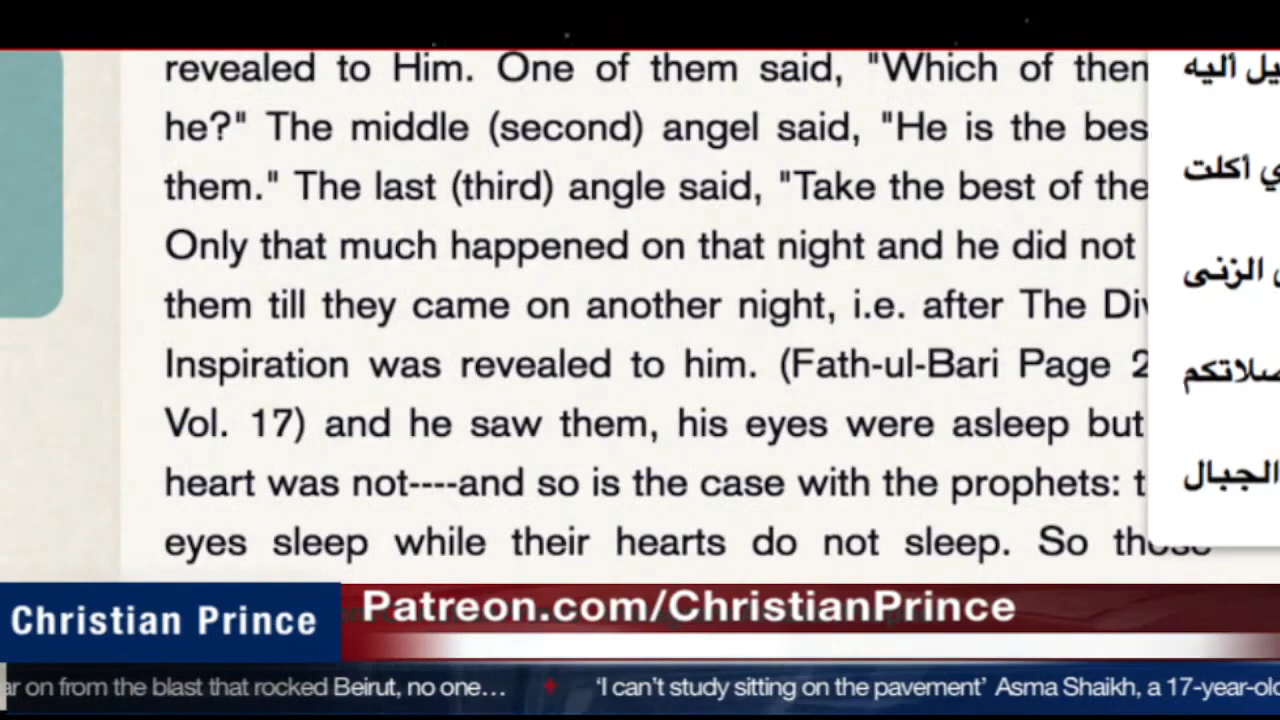 revealed to Him. One of them said, "Which of them
he?" The middle (second) angel said, "He is the bes
them." The last (third) angle said, "Take the best of the
Only that much happened on that night and he did not
them till they came on another night, i.e. after The Div
Inspiration was revealed to him. (Fath-ul-Bari Page 2
Vol. 17) and he saw them, his eyes were asleep but
heart was not----and so is the case with the prophets: t
eyes sleep while their hearts do not sleep. So those
يل أليه
ي أكلت
الزنى
صلاتكم
الجبال
Christian Prince
Patreon.com/ChristianPrince
ar on from the blast that rocked Beirut, no one… 'I can't study sitting on the pavement' Asma Shaikh, a 17-year-old